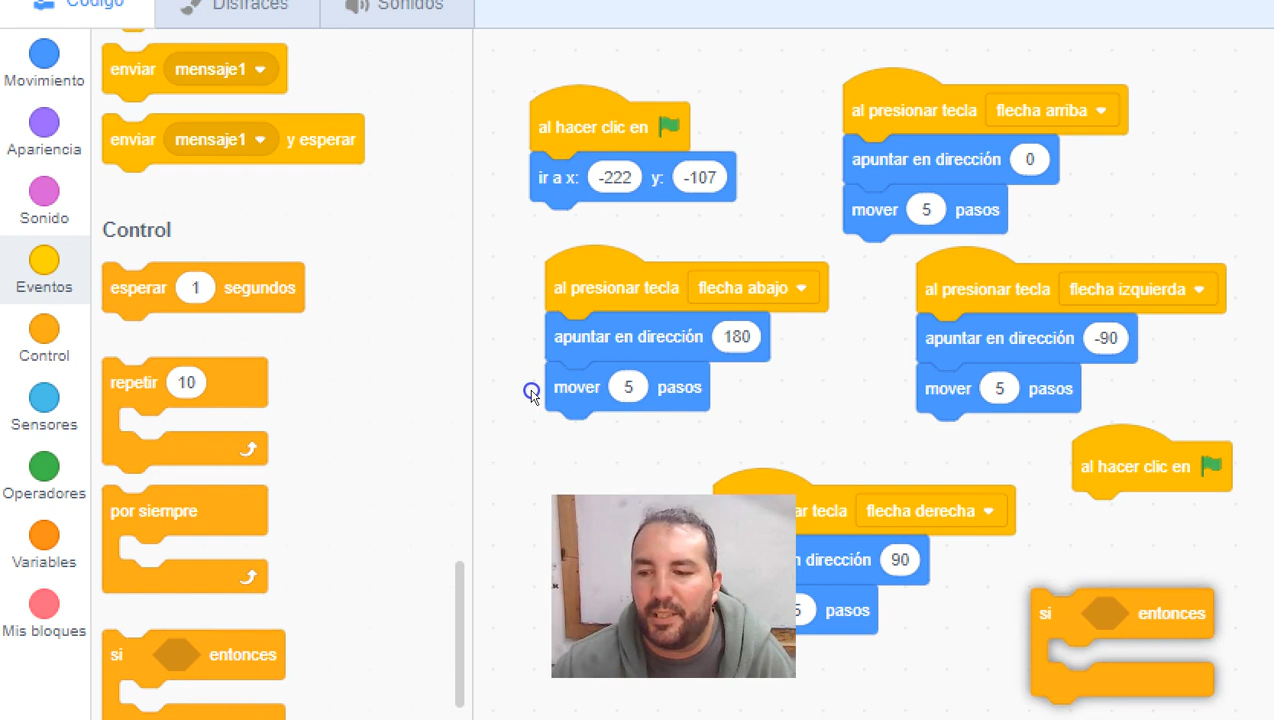 Código
Disfraces
Sonidos
Movimiento
Apariencia
Sonido
Eventos
Control
Sensores
Operadores
Variables
Mis bloques
enviar mensaje1
enviar mensaje1 y esperar
Control
esperar 1 segundos
repetir 10
por siempre
si entonces
al hacer clic en
ir a x: -222 y: -107
al presionar tecla flecha arriba
apuntar en dirección 0
mover 5 pasos
al presionar tecla flecha abajo
apuntar en dirección 180
mover 5 pasos
al presionar tecla flecha izquierda
apuntar en dirección -90
mover 5 pasos
al hacer clic en
tecla flecha derecha
dirección 90
5 pasos
si entonces